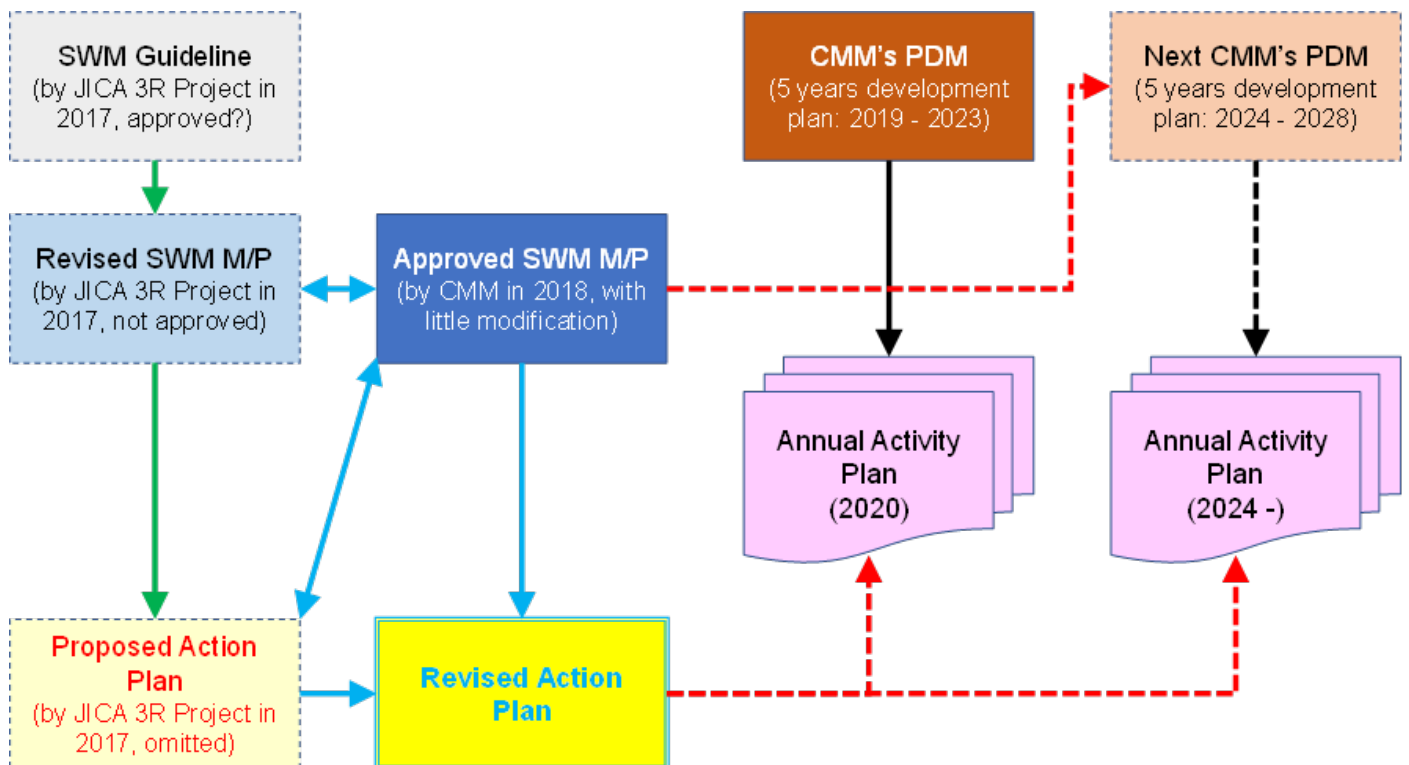 SWM Guideline
(by JICA 3R Project in
2017, approved?)
CMM's PDM
(5 years development
plan: 2019 - 2023)
Next CMM's PDM
(5 years development
plan: 2024 - 2028)
Revised SWM M/P
(by JICA 3R Project in
2017, not approved)
Approved SWM M/P
(by CMM in 2018, with
little modification)
Annual Activity
Plan
(2020)
Annual Activity
Plan
(2024 -)
Proposed Action
Plan
(by JICA 3R Project in
2017, omitted)
Revised Action
Plan